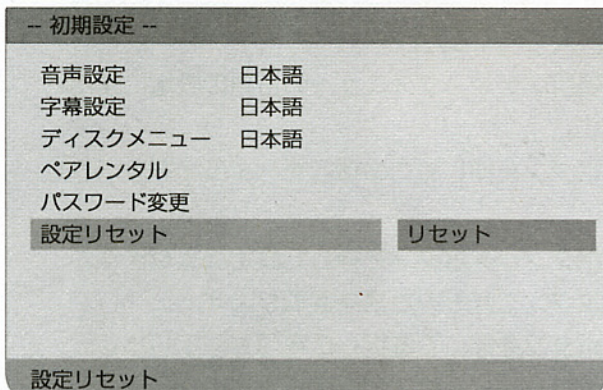 -- 初期設定 --
音声設定 日本語
字幕設定 日本語
ディスクメニュー 日本語
ペアレンタル
パスワード変更
設定リセット リセット
設定リセット